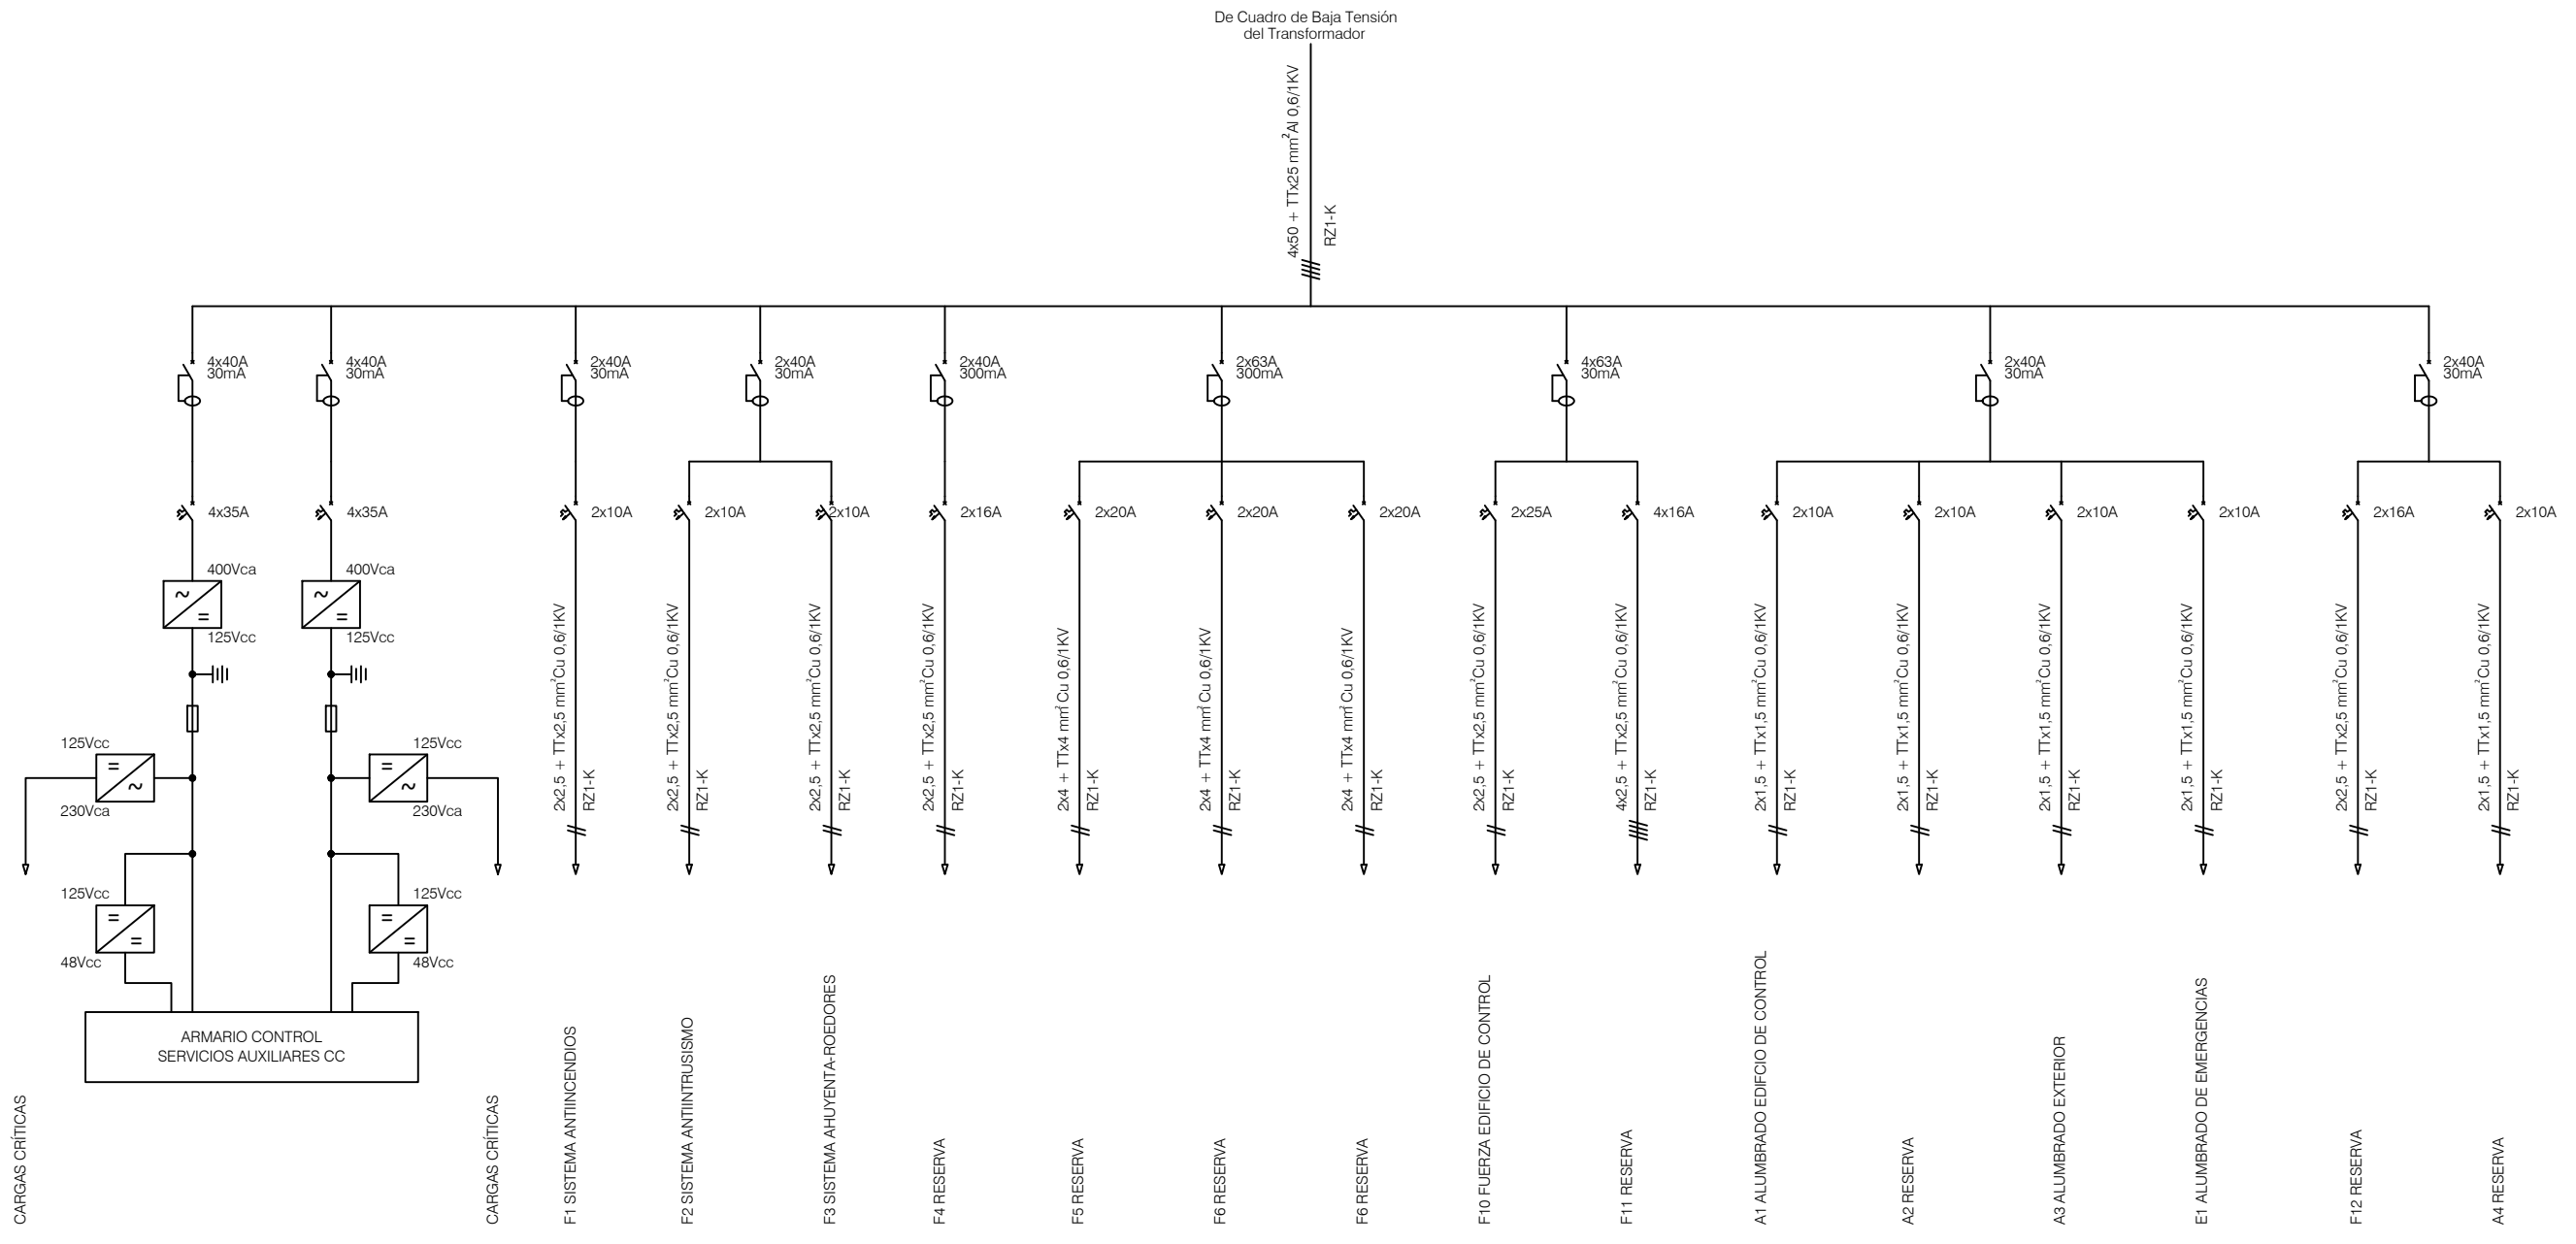 De Cuadro de Baja Tensión
del Transformador
4x50 + TTx25 mm² Al 0,6/1KV
RZ1-K
4x40A
30mA
4x40A
30mA
2x40A
30mA
2x40A
30mA
2x40A
300mA
2x63A
300mA
4x63A
30mA
2x40A
30mA
2x40A
30mA
4x35A
4x35A
2x10A
2x10A
2x10A
2x16A
2x20A
2x20A
2x20A
2x25A
4x16A
2x10A
2x10A
2x10A
2x10A
2x16A
2x10A
400Vca
125Vcc
400Vca
125Vcc
125Vcc
230Vca
125Vcc
230Vca
125Vcc
48Vcc
125Vcc
48Vcc
2x2,5 + TTx2,5 mm² Cu 0,6/1KV
RZ1-K
2x2,5 + TTx2,5 mm² Cu 0,6/1KV
RZ1-K
2x2,5 + TTx2,5 mm² Cu 0,6/1KV
RZ1-K
2x2,5 + TTx2,5 mm² Cu 0,6/1KV
RZ1-K
2x4 + TTx4 mm² Cu 0,6/1KV
RZ1-K
2x4 + TTx4 mm² Cu 0,6/1KV
RZ1-K
2x4 + TTx4 mm² Cu 0,6/1KV
RZ1-K
2x2,5 + TTx2,5 mm² Cu 0,6/1KV
RZ1-K
4x2,5 + TTx2,5 mm² Cu 0,6/1KV
RZ1-K
2x1,5 + TTx1,5 mm² Cu 0,6/1KV
RZ1-K
2x1,5 + TTx1,5 mm² Cu 0,6/1KV
RZ1-K
2x1,5 + TTx1,5 mm² Cu 0,6/1KV
RZ1-K
2x1,5 + TTx1,5 mm² Cu 0,6/1KV
RZ1-K
2x2,5 + TTx2,5 mm² Cu 0,6/1KV
RZ1-K
2x1,5 + TTx1,5 mm² Cu 0,6/1KV
RZ1-K
ARMARIO CONTROL
SERVICIOS AUXILIARES CC
CARGAS CRÍTICAS
CARGAS CRÍTICAS
F1 SISTEMA ANTIINCENDIOS
F2 SISTEMA ANTIINTRUSISMO
F3 SISTEMA AHUYENTA-ROEDORES
F4 RESERVA
F5 RESERVA
F6 RESERVA
F6 RESERVA
F10 FUERZA EDIFICIO DE CONTROL
F11 RESERVA
A1 ALUMBRADO EDIFCIO DE CONTROL
A2 RESERVA
A3 ALUMBRADO EXTERIOR
E1 ALUMBRADO DE EMERGENCIAS
F12 RESERVA
A4 RESERVA